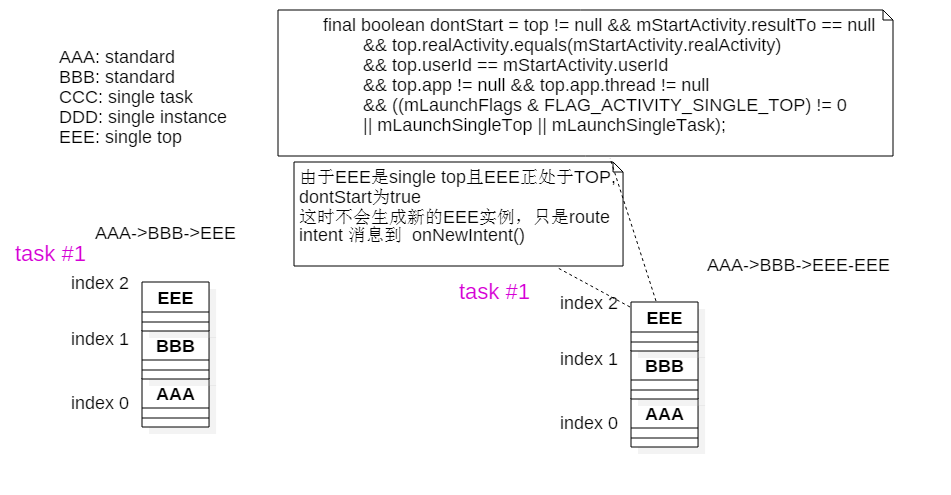 final boolean dontStart = top != null && mStartActivity.resultTo == null
&& top.realActivity.equals(mStartActivity.realActivity)
&& top.userId == mStartActivity.userId
&& top.app != null && top.app.thread != null
&& ((mLaunchFlags & FLAG_ACTIVITY_SINGLE_TOP) != 0
|| mLaunchSingleTop || mLaunchSingleTask);
AAA: standard
BBB: standard
CCC: single task
DDD: single instance
EEE: single top
由于EEE是single top且EEE正处于TOP,
dontStart为true
这时不会生成新的EEE实例，只是route
intent 消息到 onNewIntent()
AAA->BBB->EEE
task #1
index 2
EEE
index 1
BBB
index 0
AAA
AAA->BBB->EEE-EEE
task #1
index 2
EEE
index 1
BBB
index 0
AAA